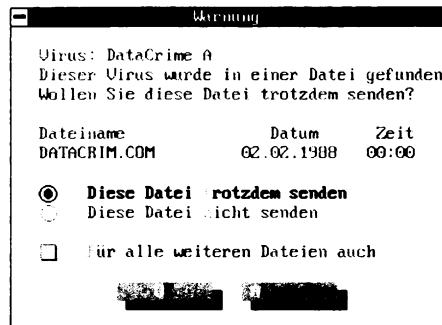 Warnung
Virus: DataCrime A
Dieser Virus wurde in einer Datei gefunden
Wollen Sie diese Datei trotzdem senden?
Dateiname Datum Zeit
DATACRIM.COM 02.02.1988 00:00
Diese Datei trotzdem senden
Diese Datei nicht senden
Für alle weiteren Dateien auch